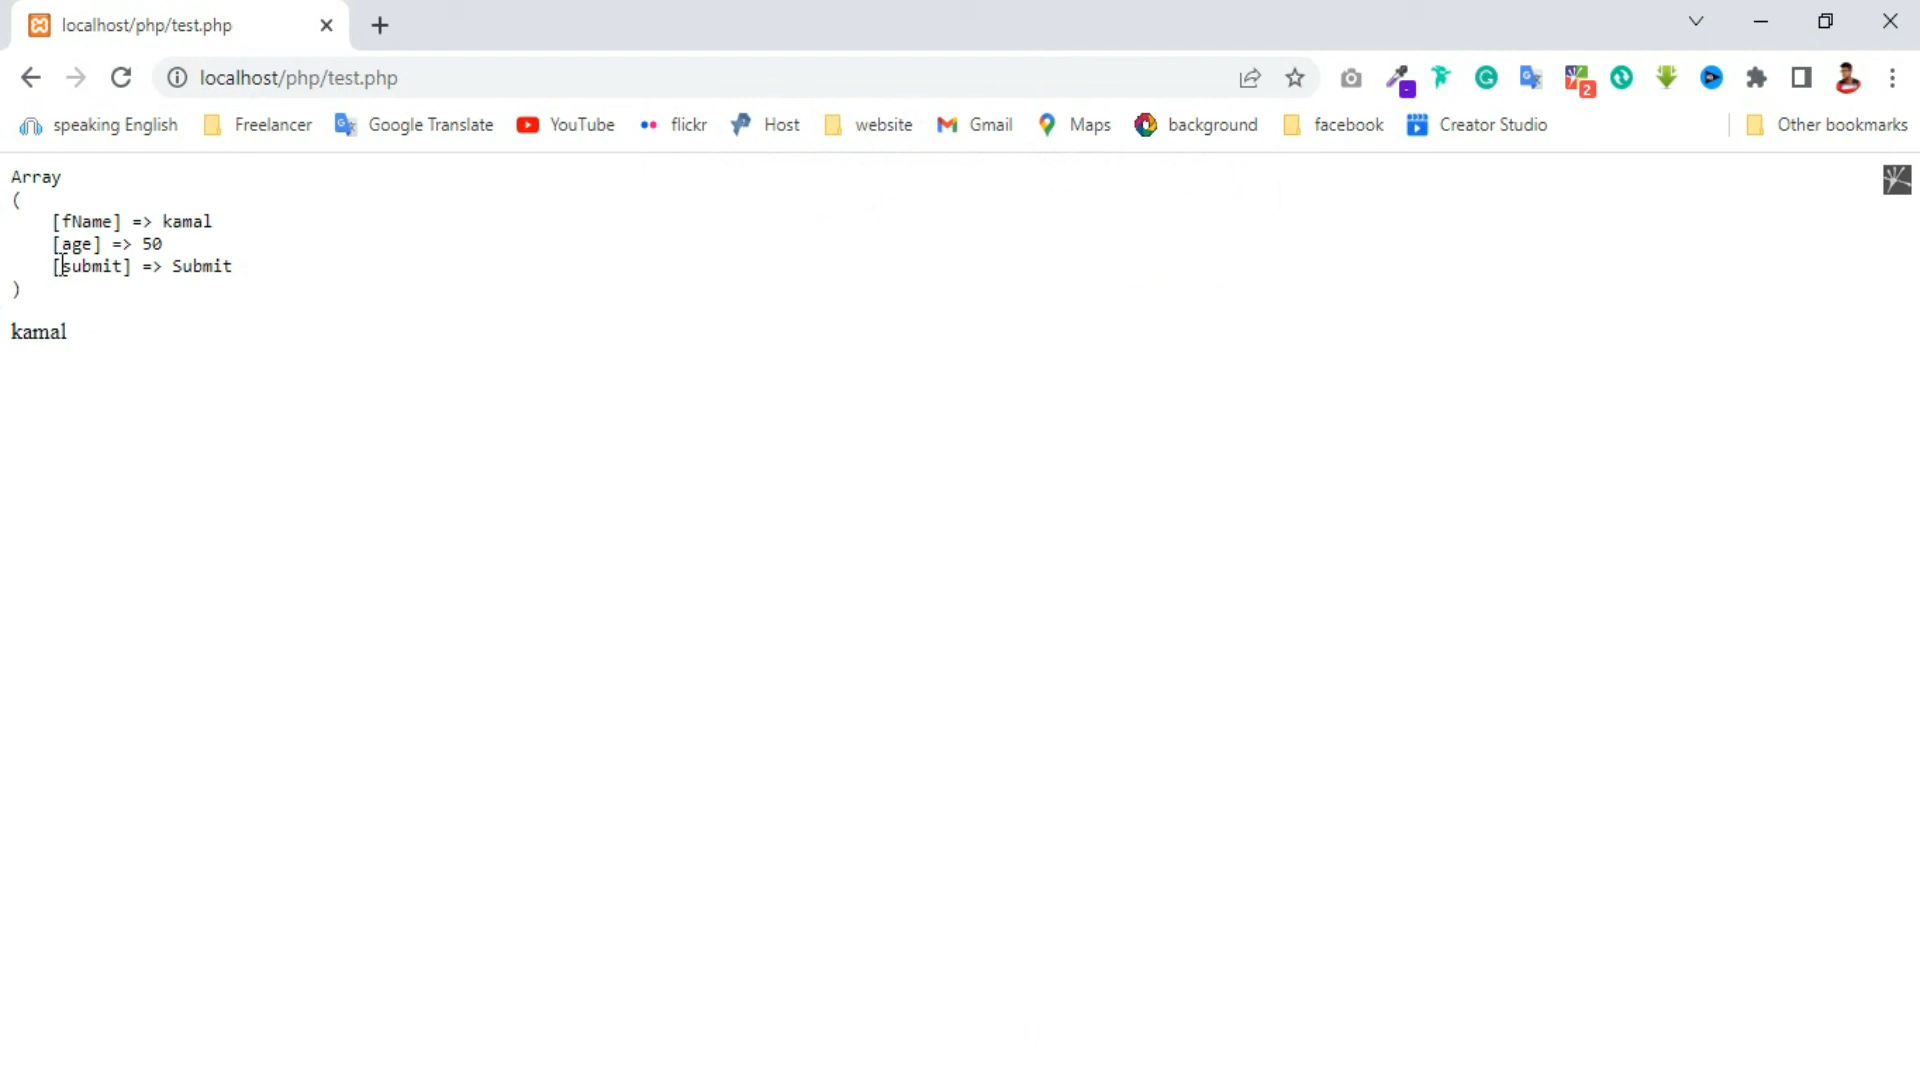 localhost/php/test.php
localhost/php/test.php
2
speaking English Freelancer Google Translate YouTube flickr Host website Gmail Maps background facebook Creator Studio Other bookmarks
Array
(
[fName] => kamal
[age] => 50
[submit] => Submit
)
kamal